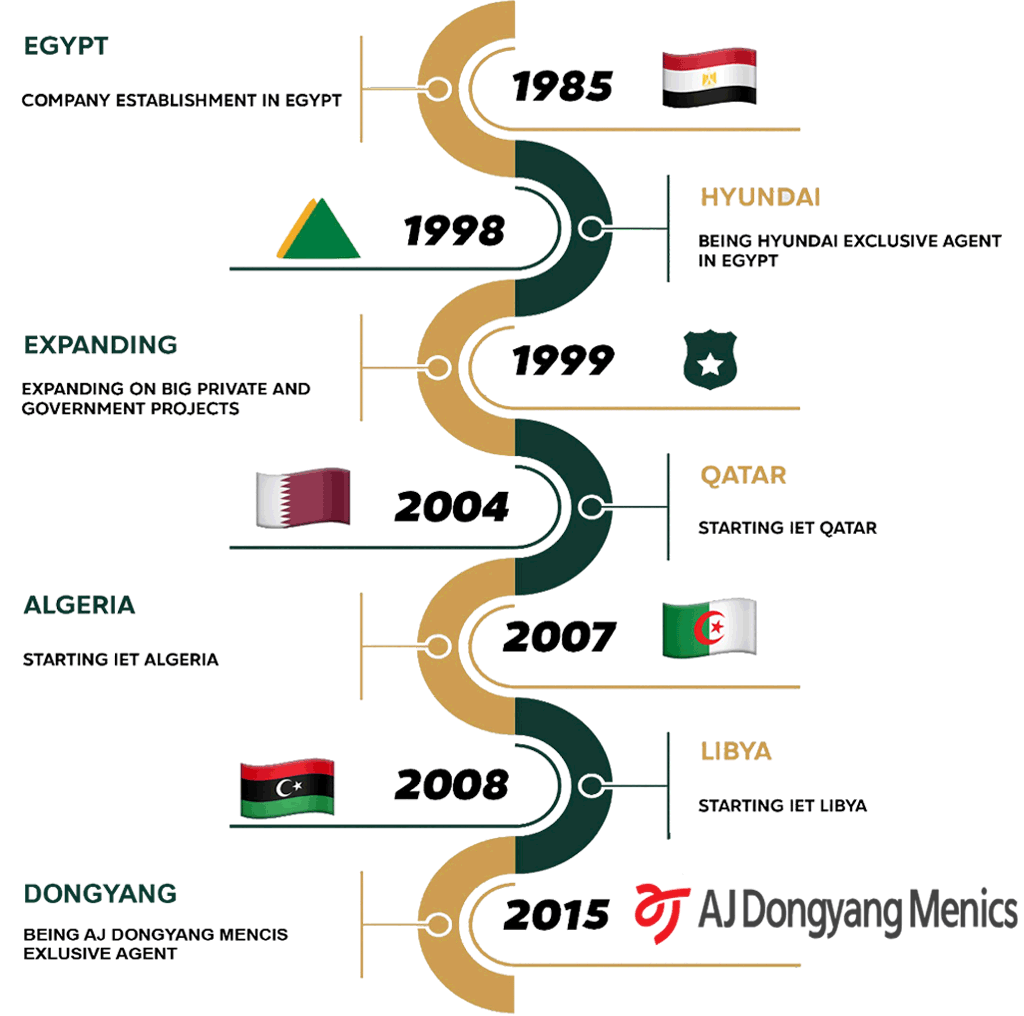 EGYPT
COMPANY ESTABLISHMENT IN EGYPT
1985
1998
HYUNDAI
BEING HYUNDAI EXCLUSIVE AGENT
IN EGYPT
EXPANDING
EXPANDING ON BIG PRIVATE AND
GOVERNMENT PROJECTS
1999
2004
QATAR
STARTING IET QATAR
ALGERIA
STARTING IET ALGERIA
2007
2008
LIBYA
STARTING IET LIBYA
DONGYANG
BEING AJ DONGYANG MENCIS
EXLUSIVE AGENT
2015
AJ Dongyang Menics